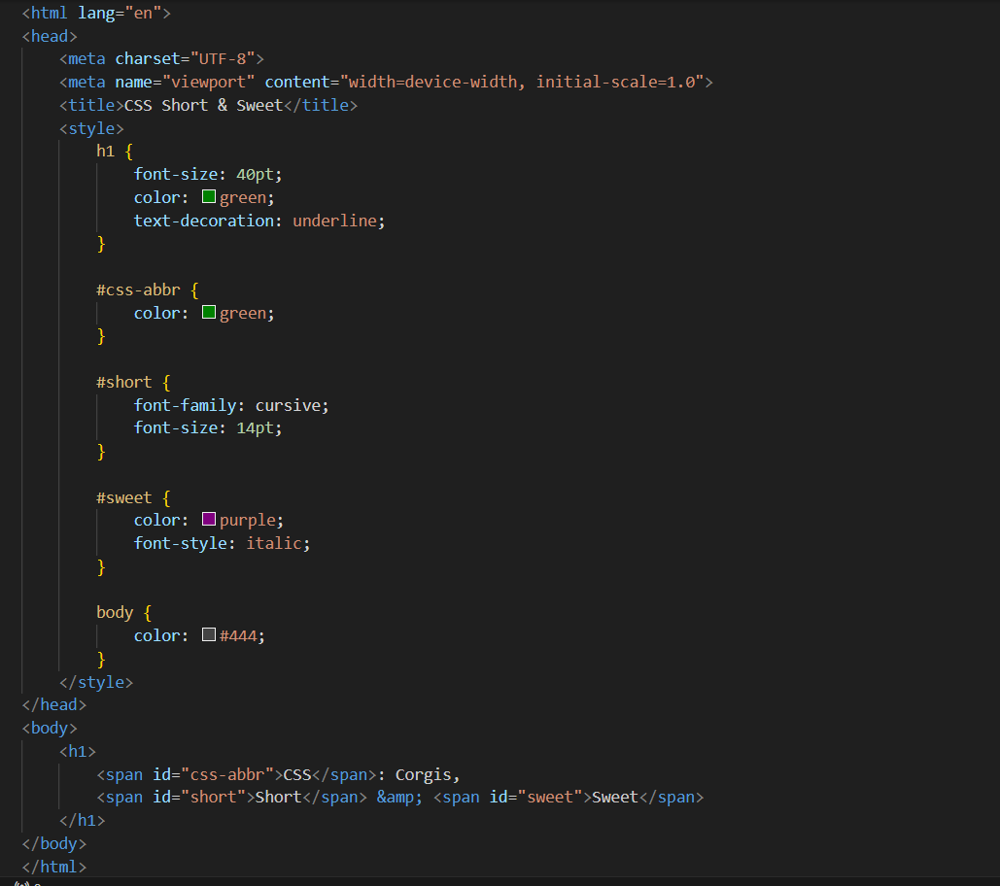 <html lang="en">
<head>
    <meta charset="UTF-8">
    <meta name="viewport" content="width=device-width, initial-scale=1.0">
    <title>CSS Short & Sweet</title>
    <style>
        h1 {
            font-size: 40pt;
            color: green;
            text-decoration: underline;
        }

        #css-abbr {
            color: green;
        }

        #short {
            font-family: cursive;
            font-size: 14pt;
        }

        #sweet {
            color: purple;
            font-style: italic;
        }

        body {
            color: #444;
        }
    </style>
</head>
<body>
    <h1>
        <span id="css-abbr">CSS</span>: Corgis,
        <span id="short">Short</span> &amp; <span id="sweet">Sweet</span>
    </h1>
</body>
</html>